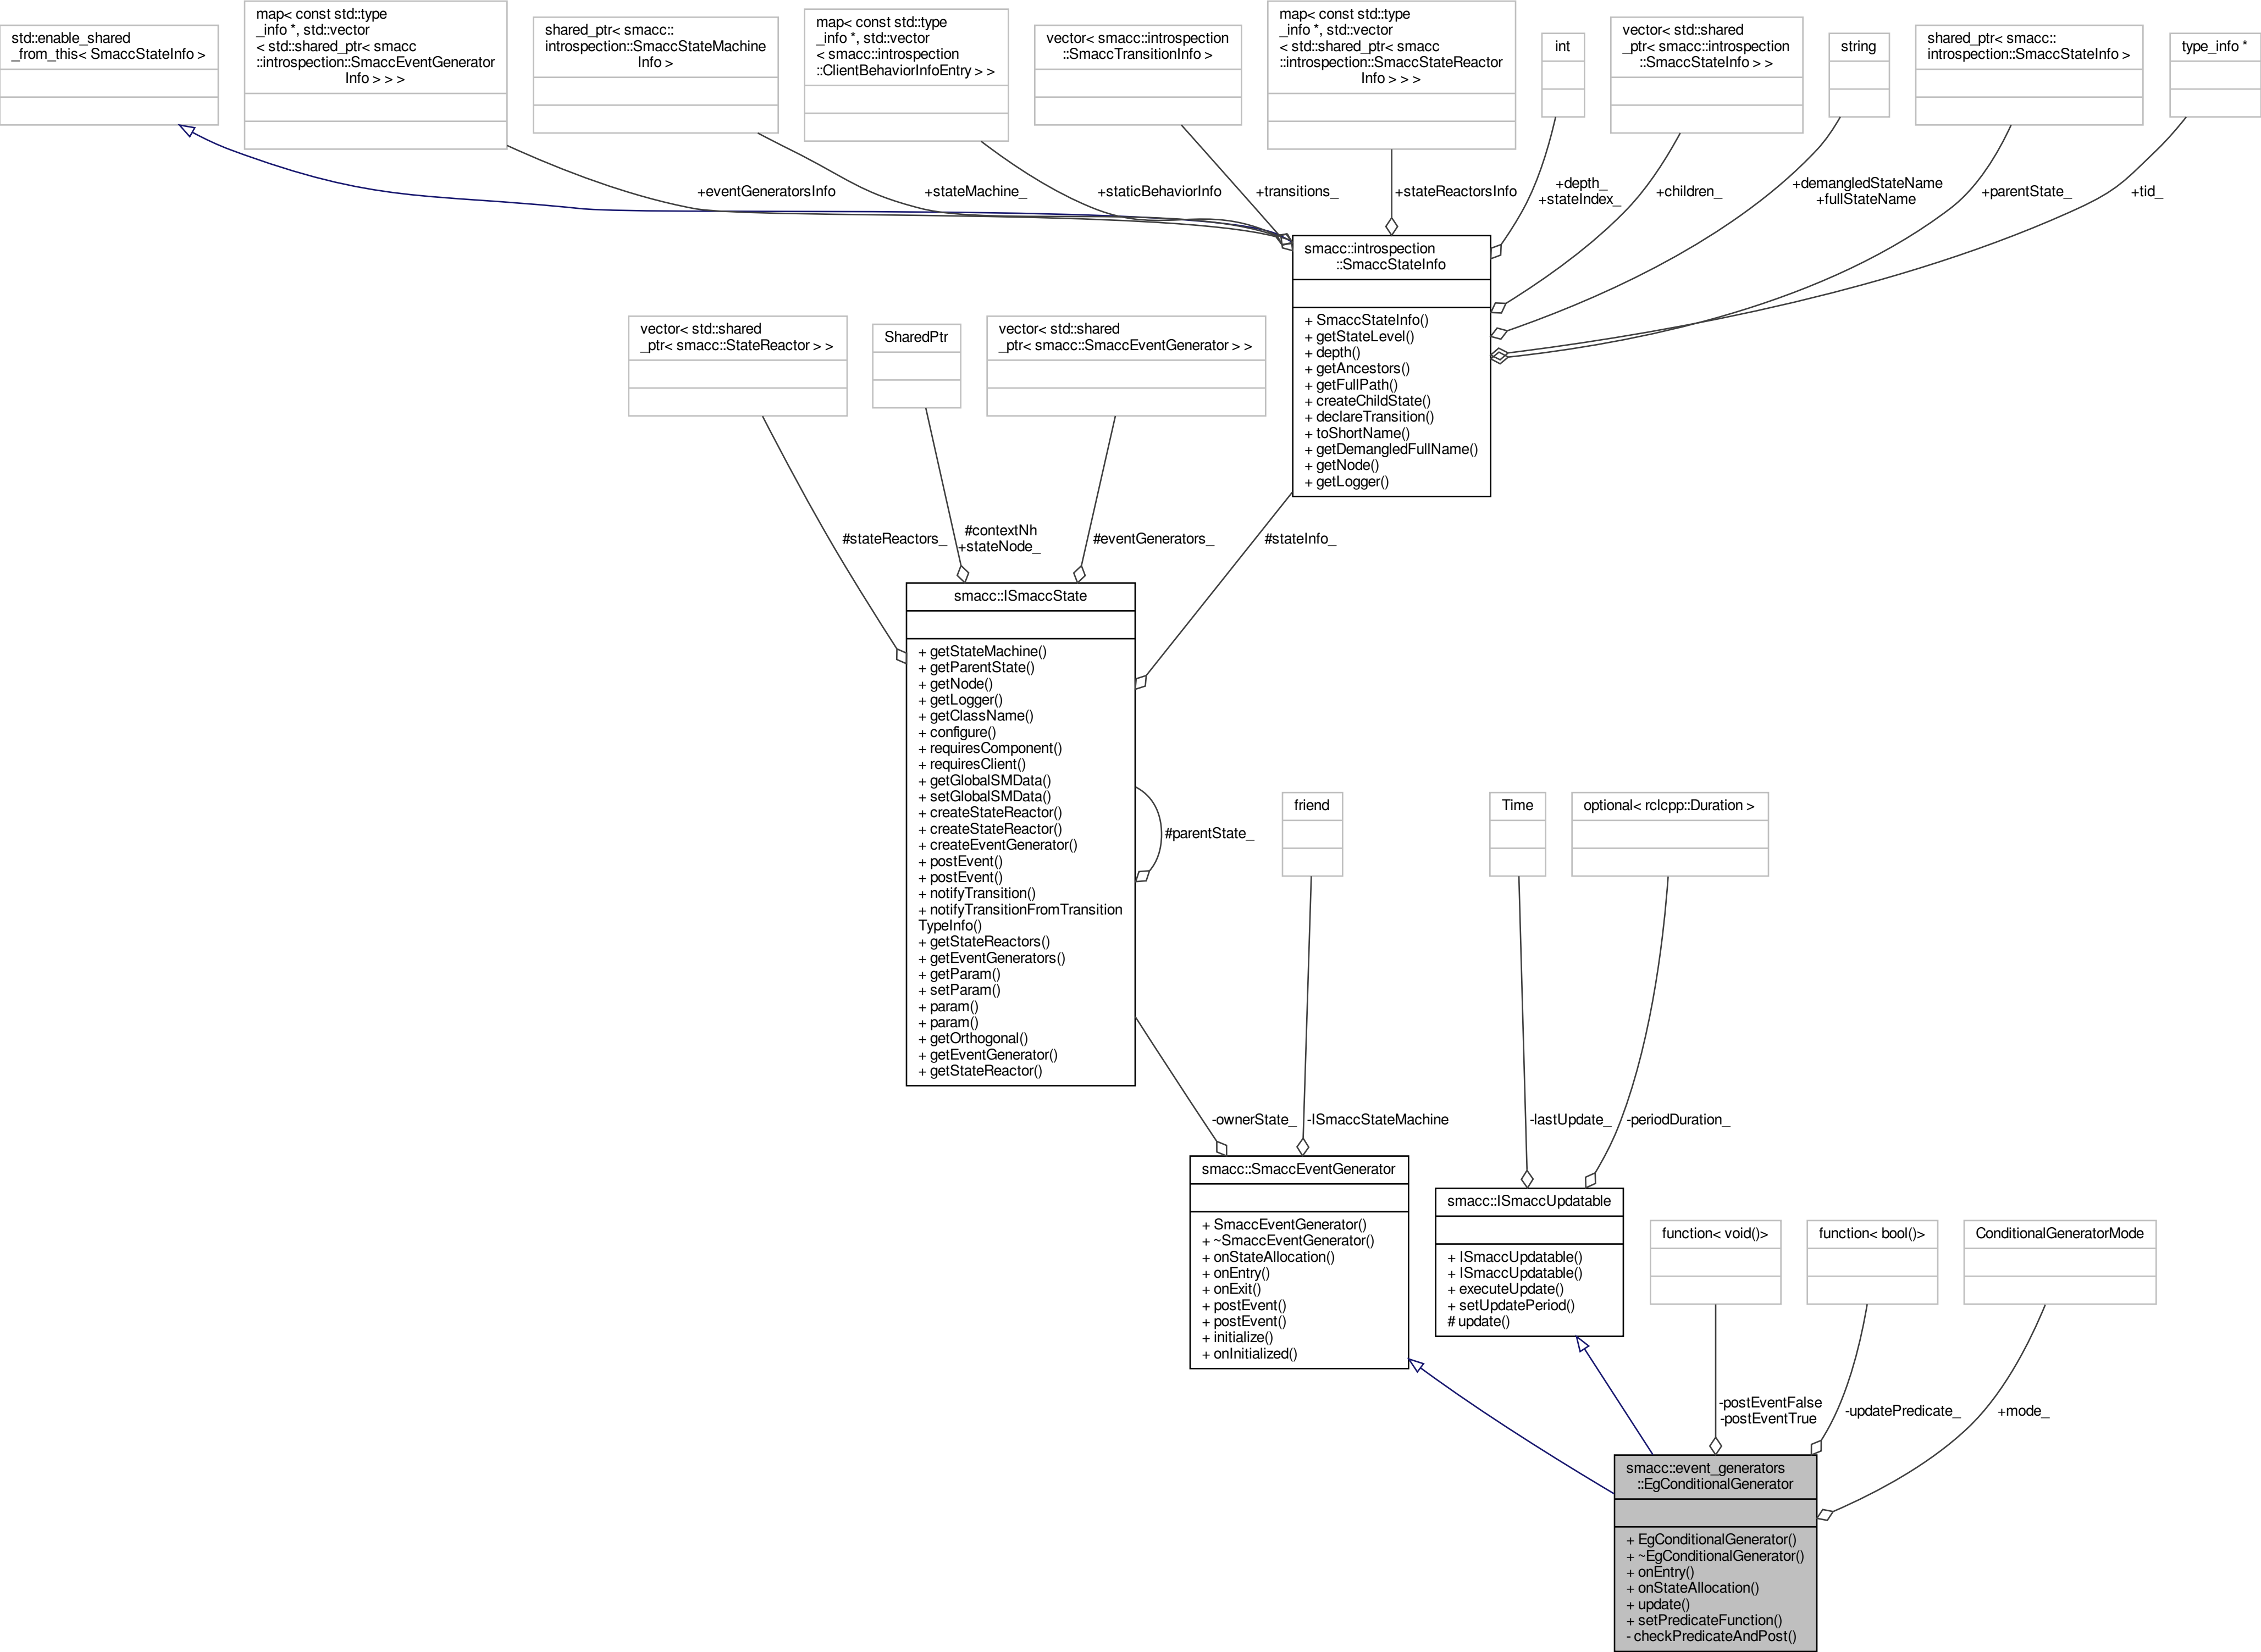 std::enable_shared
_from_this< SmaccStateInfo >
map< const std::type
_info *, std::vector
< std::shared_ptr< smacc
::introspection::SmaccEventGenerator
Info > > >
shared_ptr< smacc::
introspection::SmaccStateMachine
Info >
map< const std::type
_info *, std::vector
< smacc::introspection
::ClientBehaviorInfoEntry > >
vector< smacc::introspection
::SmaccTransitionInfo >
map< const std::type
_info *, std::vector
< std::shared_ptr< smacc
::introspection::SmaccStateReactor
Info > > >
int
vector< std::shared
_ptr< smacc::introspection
::SmaccStateInfo > >
string
shared_ptr< smacc::
introspection::SmaccStateInfo >
type_info *
+eventGeneratorsInfo
+stateMachine_
+staticBehaviorInfo
+transitions_
+stateReactorsInfo
+depth_
+stateIndex_
+children_
+demangledStateName
+fullStateName
+parentState_
+tid_
smacc::introspection
::SmaccStateInfo
+ SmaccStateInfo()
+ getStateLevel()
+ depth()
+ getAncestors()
+ getFullPath()
+ createChildState()
+ declareTransition()
+ toShortName()
+ getDemangledFullName()
+ getNode()
+ getLogger()
vector< std::shared
_ptr< smacc::StateReactor > >
SharedPtr
vector< std::shared
_ptr< smacc::SmaccEventGenerator > >
#stateReactors_
#contextNh
+stateNode_
#eventGenerators_
#stateInfo_
smacc::ISmaccState
+ getStateMachine()
+ getParentState()
+ getNode()
+ getLogger()
+ getClassName()
+ configure()
+ requiresComponent()
+ requiresClient()
+ getGlobalSMData()
+ setGlobalSMData()
+ createStateReactor()
+ createStateReactor()
+ createEventGenerator()
+ postEvent()
+ postEvent()
+ notifyTransition()
+ notifyTransitionFromTransition
TypeInfo()
+ getStateReactors()
+ getEventGenerators()
+ getParam()
+ setParam()
+ param()
+ param()
+ getOrthogonal()
+ getEventGenerator()
+ getStateReactor()
#parentState_
friend
Time
optional< rclcpp::Duration >
-ownerState_
-ISmaccStateMachine
-lastUpdate_
-periodDuration_
smacc::SmaccEventGenerator
+ SmaccEventGenerator()
+ ~SmaccEventGenerator()
+ onStateAllocation()
+ onEntry()
+ onExit()
+ postEvent()
+ postEvent()
+ initialize()
+ onInitialized()
smacc::ISmaccUpdatable
+ ISmaccUpdatable()
+ ISmaccUpdatable()
+ executeUpdate()
+ setUpdatePeriod()
# update()
function< void()>
function< bool()>
ConditionalGeneratorMode
-postEventFalse
-postEventTrue
-updatePredicate_
+mode_
smacc::event_generators
::EgConditionalGenerator
+ EgConditionalGenerator()
+ ~EgConditionalGenerator()
+ onEntry()
+ onStateAllocation()
+ update()
+ setPredicateFunction()
- checkPredicateAndPost()